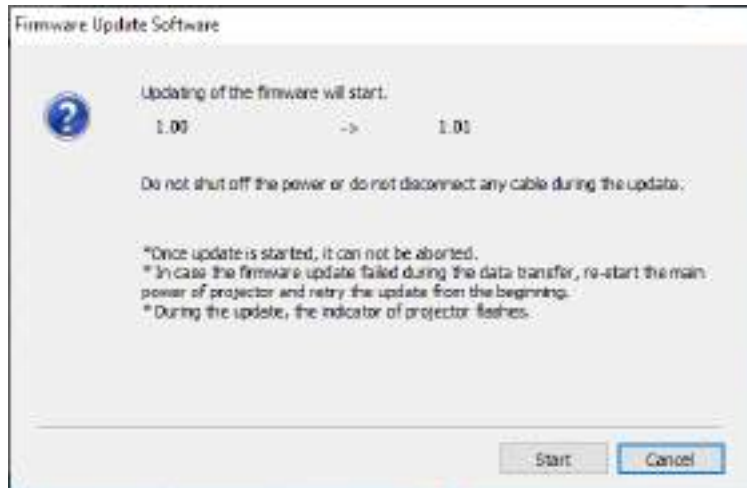 Firmware Update Software
Updating of the firmware will start.
1.00 -> 1.01
Do not shut off the power or do not disconnect any cable during the update.
*Once update is started, it can not be aborted.
* In case the firmware update failed during the data transfer, re-start the main
power of projector and retry the update from the beginning.
* During the update, the indicator of projector flashes.
Start Cancel